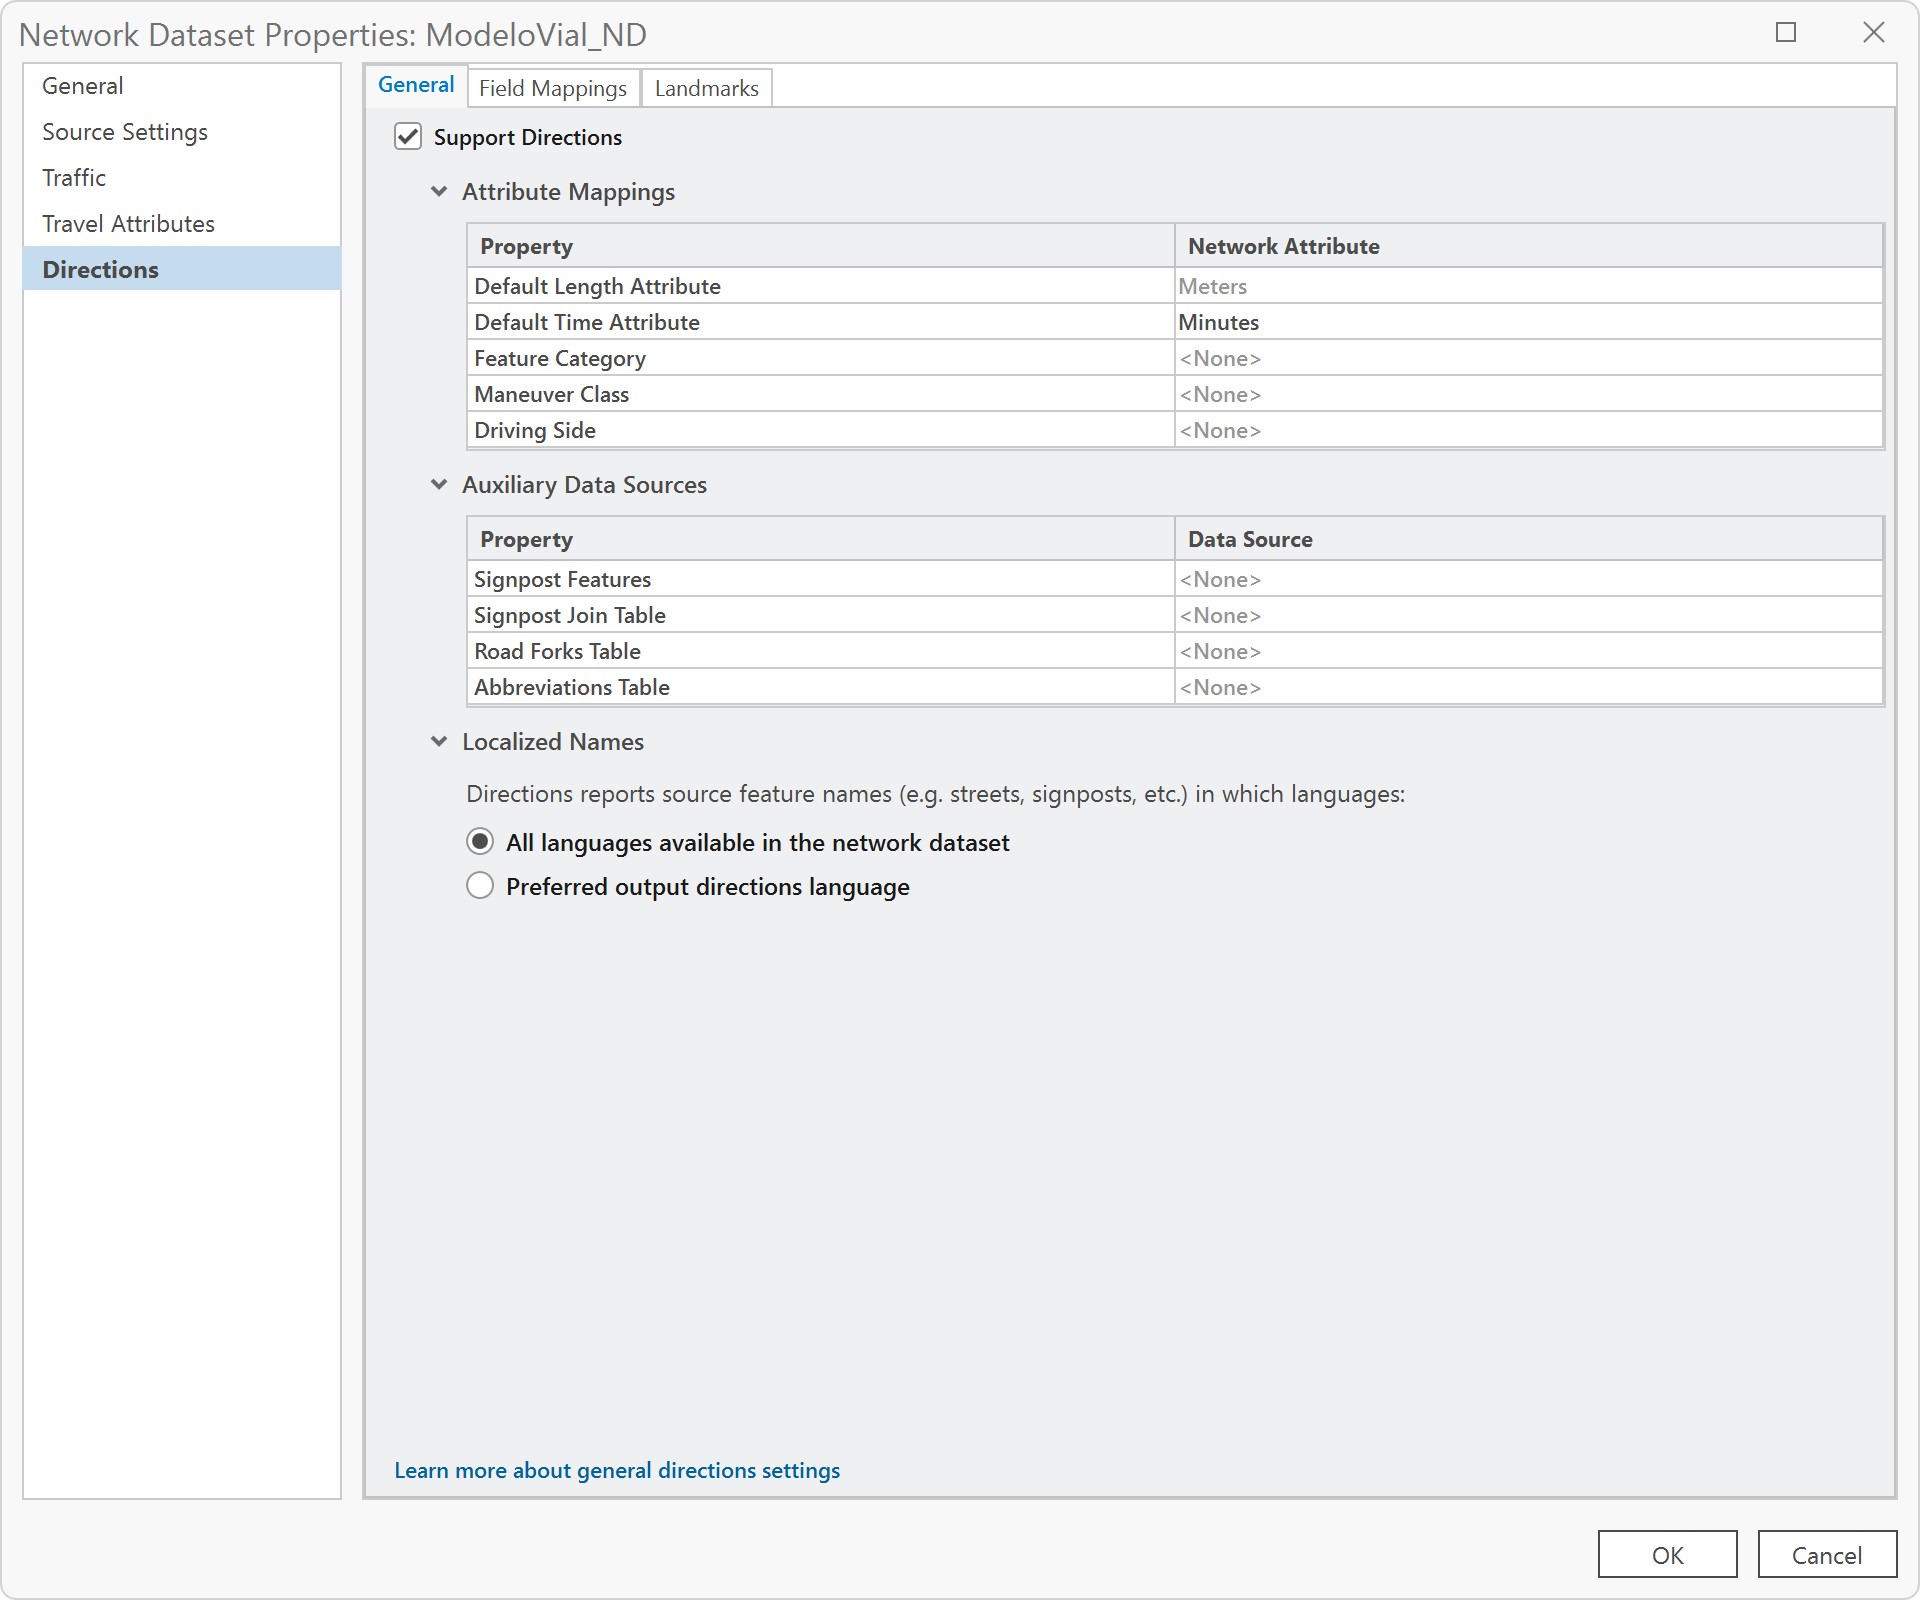 Network Dataset Properties: ModeloVial_ND
General
Source Settings
Traffic
Travel Attributes
Directions
General Field Mappings Landmarks
Support Directions
Attribute Mappings
Property Network Attribute
Default Length Attribute Meters
Default Time Attribute Minutes
Feature Category <None>
Maneuver Class <None>
Driving Side <None>
Auxiliary Data Sources
Property Data Source
Signpost Features <None>
Signpost Join Table <None>
Road Forks Table <None>
Abbreviations Table <None>
Localized Names
Directions reports source feature names (e.g. streets, signposts, etc.) in which languages:
All languages available in the network dataset
Preferred output directions language
Learn more about general directions settings
OK Cancel